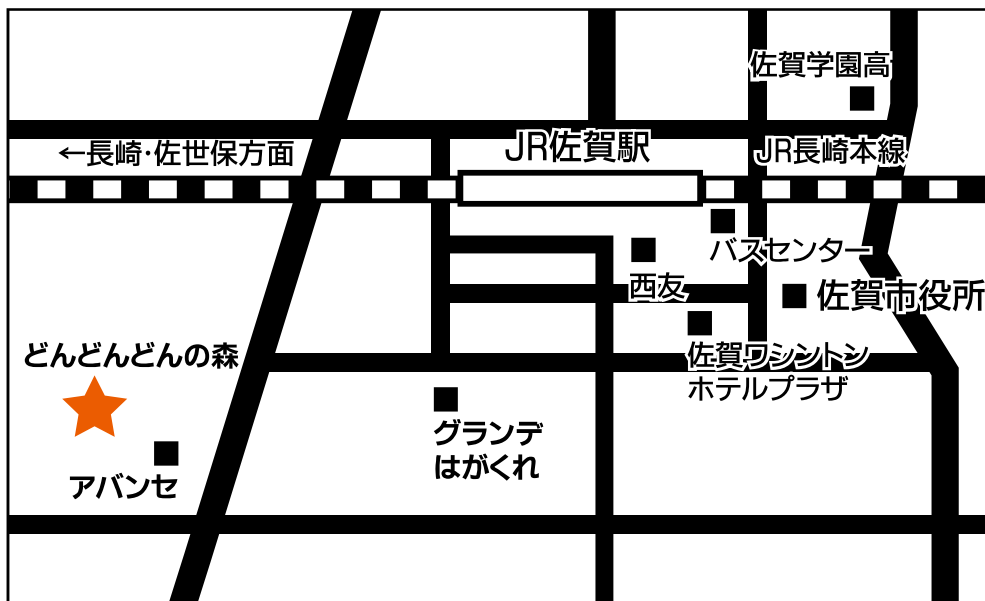 佐賀学園高
JR佐賀駅
←長崎・佐世保方面
JR長崎本線
バスセンター
西友
佐賀市役所
どんどんどんの森
佐賀ワシントン
ホテルプラザ
グランデ
はがくれ
アバンセ